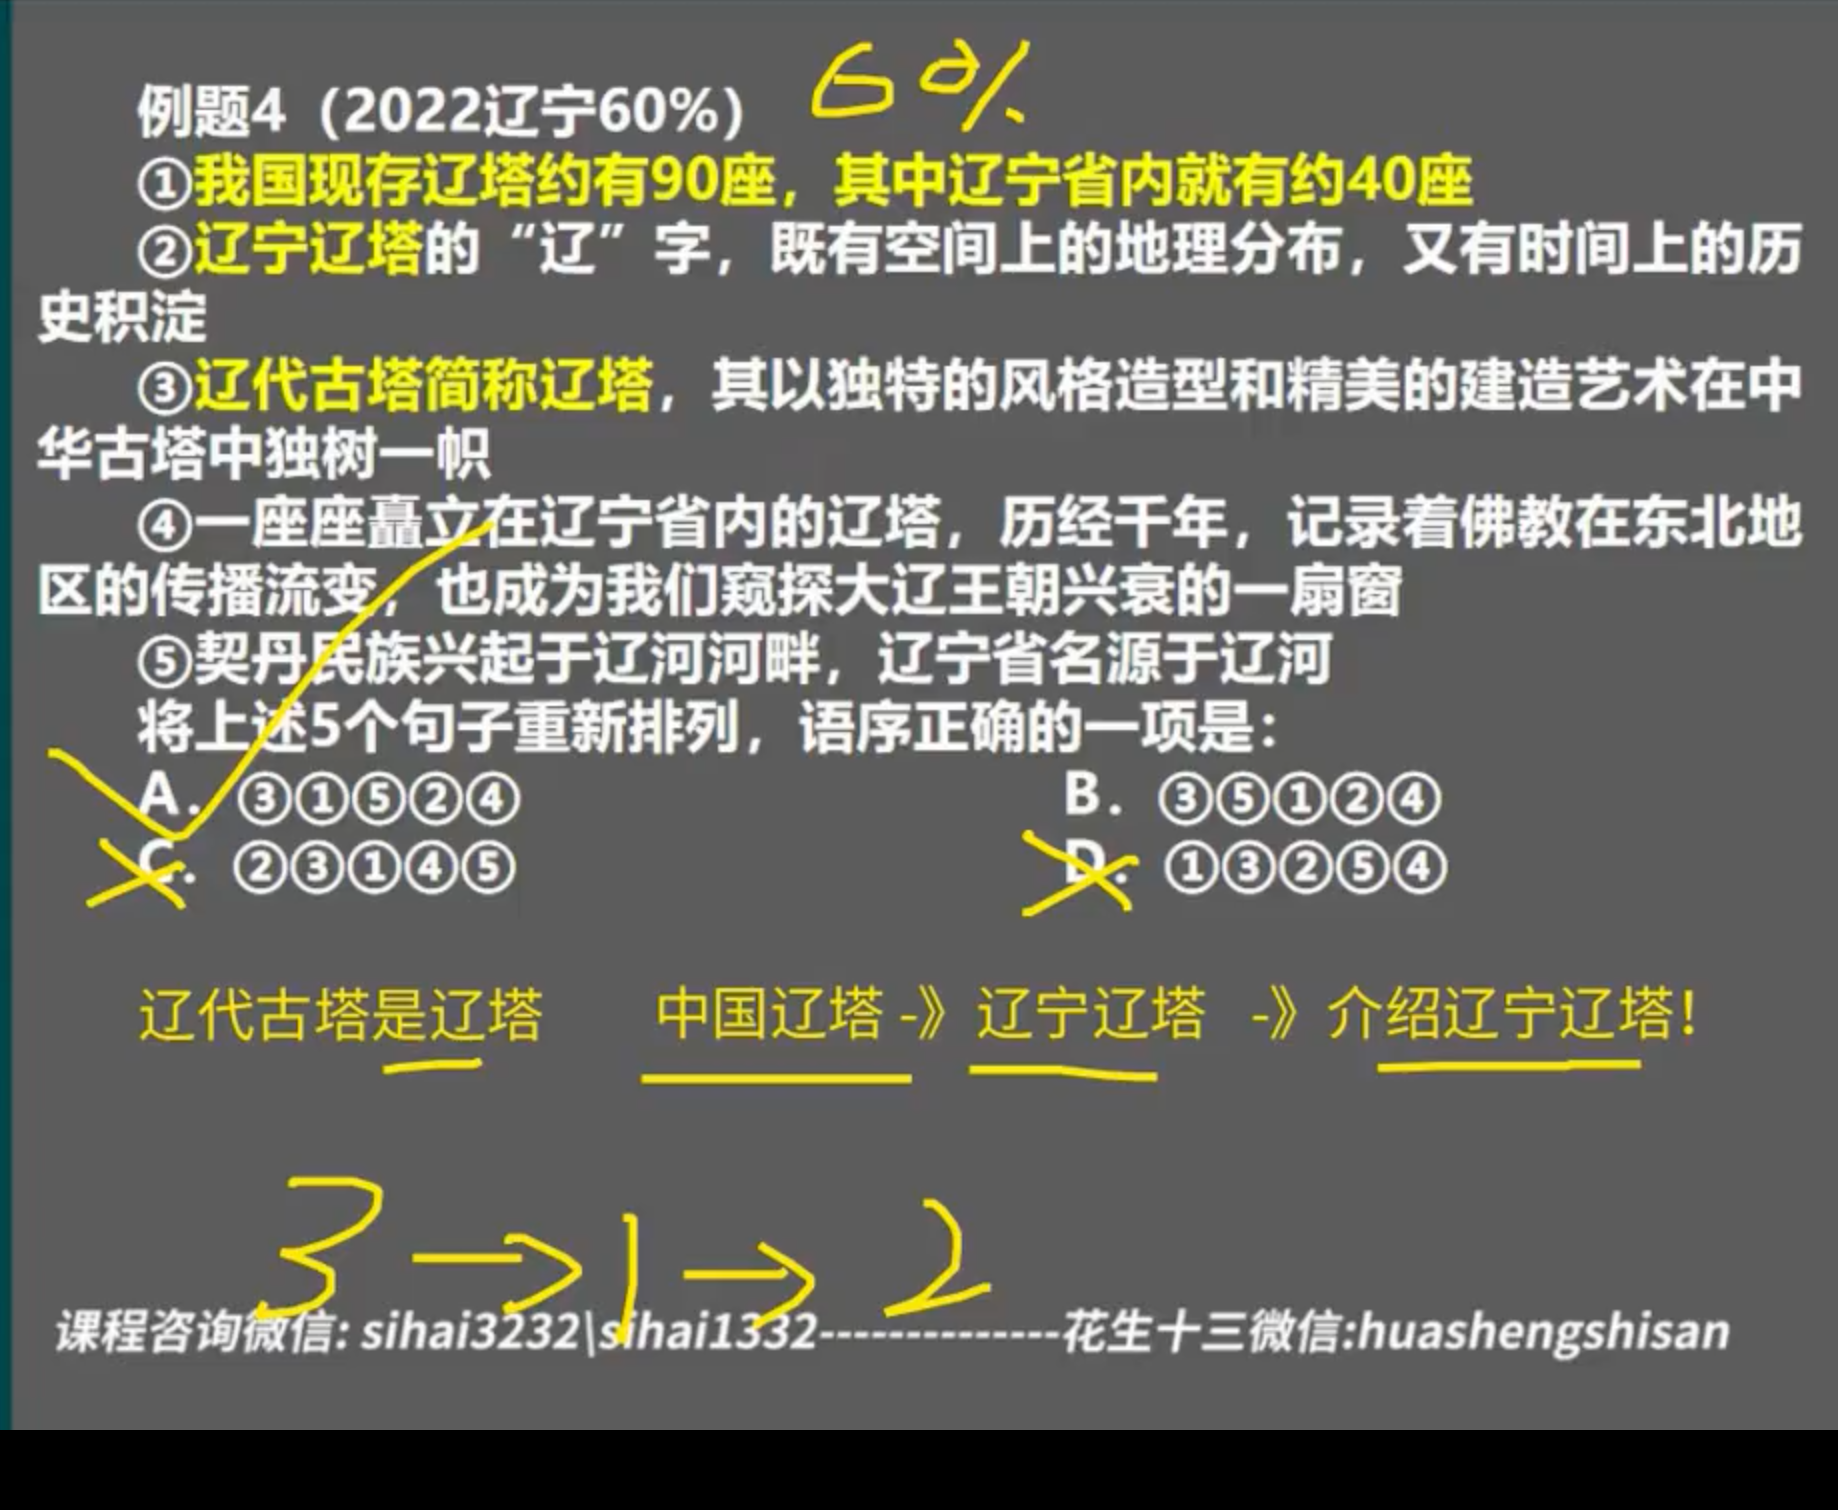 例题4（2022辽宁60%） 60%
①我国现存辽塔约有90座，其中辽宁省内就有约40座
②辽宁辽塔的“辽”字，既有空间上的地理分布，又有时间上的历
史积淀
③辽代古塔简称辽塔，其以独特的风格造型和精美的建造艺术在中
华古塔中独树一帜
④一座座矗立在辽宁省内的辽塔，历经千年，记录着佛教在东北地
区的传播流变，也成为我们窥探大辽王朝兴衰的一扇窗
⑤契丹民族兴起于辽河河畔，辽宁省名源于辽河
将上述5个句子重新排列，语序正确的一项是：
A. ③①⑤②④ B. ③⑤①②④
C. ②③①④⑤ D. ①③②⑤④
辽代古塔是辽塔 中国辽塔 -》辽宁辽塔 -》介绍辽宁辽塔！
3→1→2
课程咨询微信: sihai3232\sihai1332--------------花生十三微信:huashengshisan